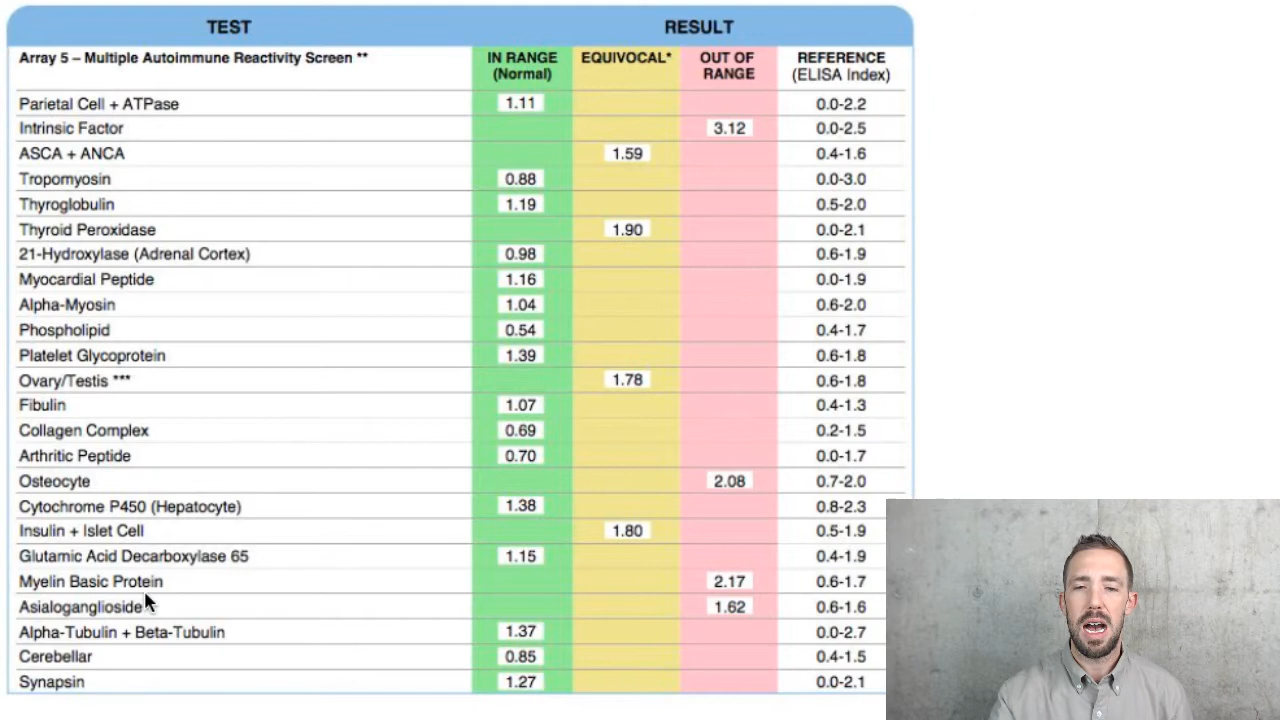 TEST RESULT
Array 5 – Multiple Autoimmune Reactivity Screen ** IN RANGE (Normal) EQUIVOCAL* OUT OF RANGE REFERENCE (ELISA Index)
Parietal Cell + ATPase 1.11 0.0-2.2
Intrinsic Factor 3.12 0.0-2.5
ASCA + ANCA 1.59 0.4-1.6
Tropomyosin 0.88 0.0-3.0
Thyroglobulin 1.19 0.5-2.0
Thyroid Peroxidase 1.90 0.0-2.1
21-Hydroxylase (Adrenal Cortex) 0.98 0.6-1.9
Myocardial Peptide 1.16 0.0-1.9
Alpha-Myosin 1.04 0.6-2.0
Phospholipid 0.54 0.4-1.7
Platelet Glycoprotein 1.39 0.6-1.8
Ovary/Testis *** 1.78 0.6-1.8
Fibulin 1.07 0.4-1.3
Collagen Complex 0.69 0.2-1.5
Arthritic Peptide 0.70 0.0-1.7
Osteocyte 2.08 0.7-2.0
Cytochrome P450 (Hepatocyte) 1.38 0.8-2.3
Insulin + Islet Cell 1.80 0.5-1.9
Glutamic Acid Decarboxylase 65 1.15 0.4-1.9
Myelin Basic Protein 2.17 0.6-1.7
Asialoganglioside 1.62 0.6-1.6
Alpha-Tubulin + Beta-Tubulin 1.37 0.0-2.7
Cerebellar 0.85 0.4-1.5
Synapsin 1.27 0.0-2.1